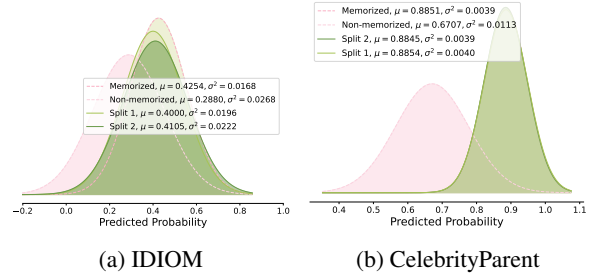 Memorized, μ = 0.4254, σ² = 0.0168
Non-memorized, μ = 0.2880, σ² = 0.0268
Split 1, μ = 0.4000, σ² = 0.0196
Split 2, μ = 0.4105, σ² = 0.0222
−0.2 0.0 0.2 0.4 0.6 0.8 1.0
Predicted Probability
(a) IDIOM
Memorized, μ = 0.8851, σ² = 0.0039
Non-memorized, μ = 0.6707, σ² = 0.0113
Split 2, μ = 0.8845, σ² = 0.0039
Split 1, μ = 0.8854, σ² = 0.0040
0.4 0.5 0.6 0.7 0.8 0.9 1.0 1.1
Predicted Probability
(b) CelebrityParent